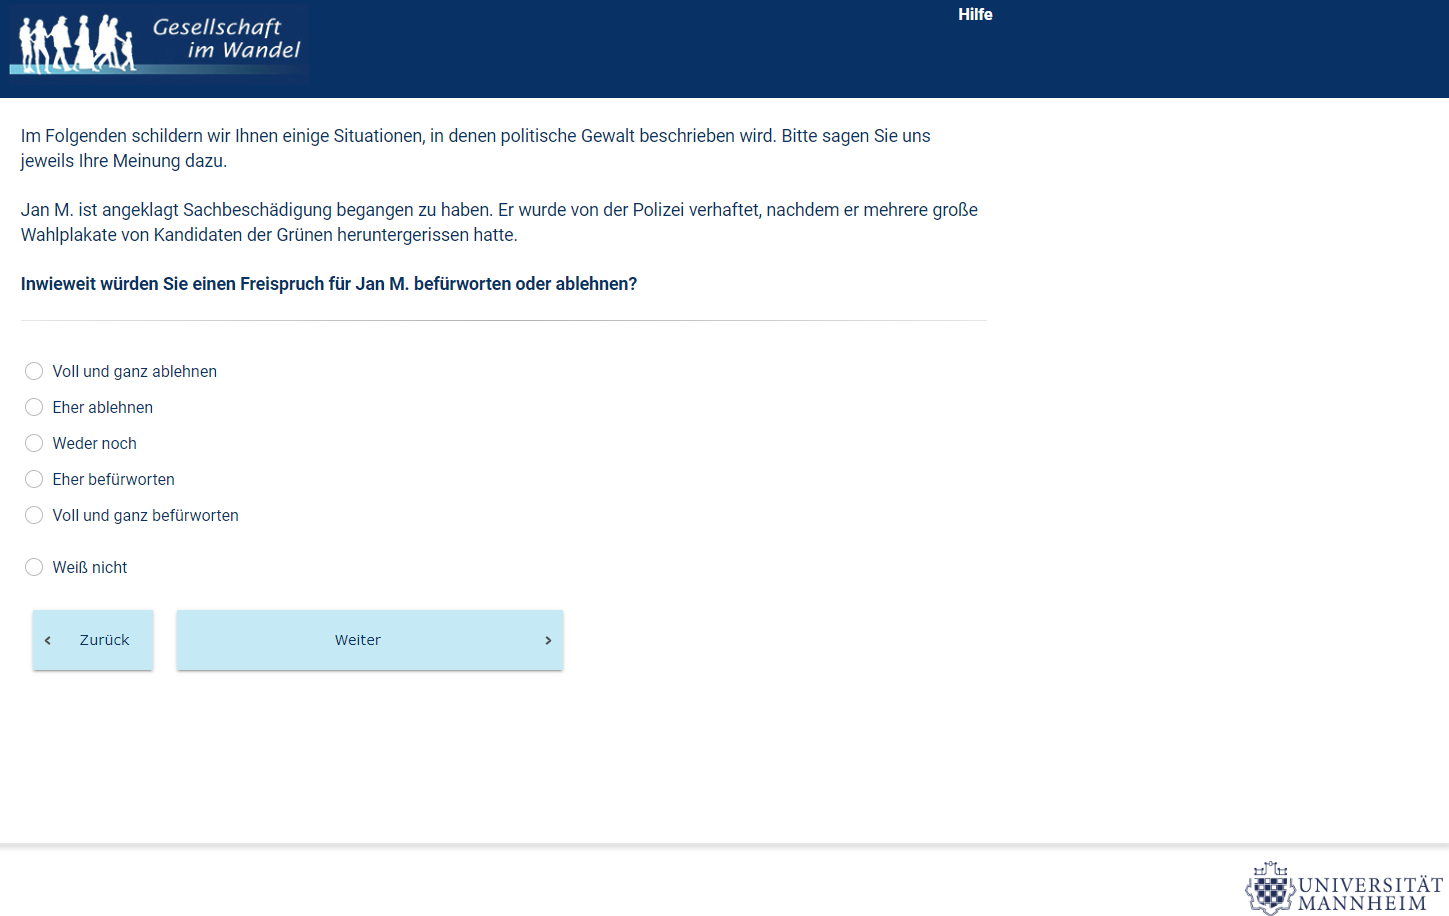 Gesellschaft
im Wandel
Hilfe
Im Folgenden schildern wir Ihnen einige Situationen, in denen politische Gewalt beschrieben wird. Bitte sagen Sie uns
jeweils Ihre Meinung dazu.
Jan M. ist angeklagt Sachbeschädigung begangen zu haben. Er wurde von der Polizei verhaftet, nachdem er mehrere große
Wahlplakate von Kandidaten der Grünen heruntergerissen hatte.
Inwieweit würden Sie einen Freispruch für Jan M. befürworten oder ablehnen?
Voll und ganz ablehnen
Eher ablehnen
Weder noch
Eher befürworten
Voll und ganz befürworten
Weiß nicht
Zurück
Weiter
UNIVERSITÄT
MANNHEIM